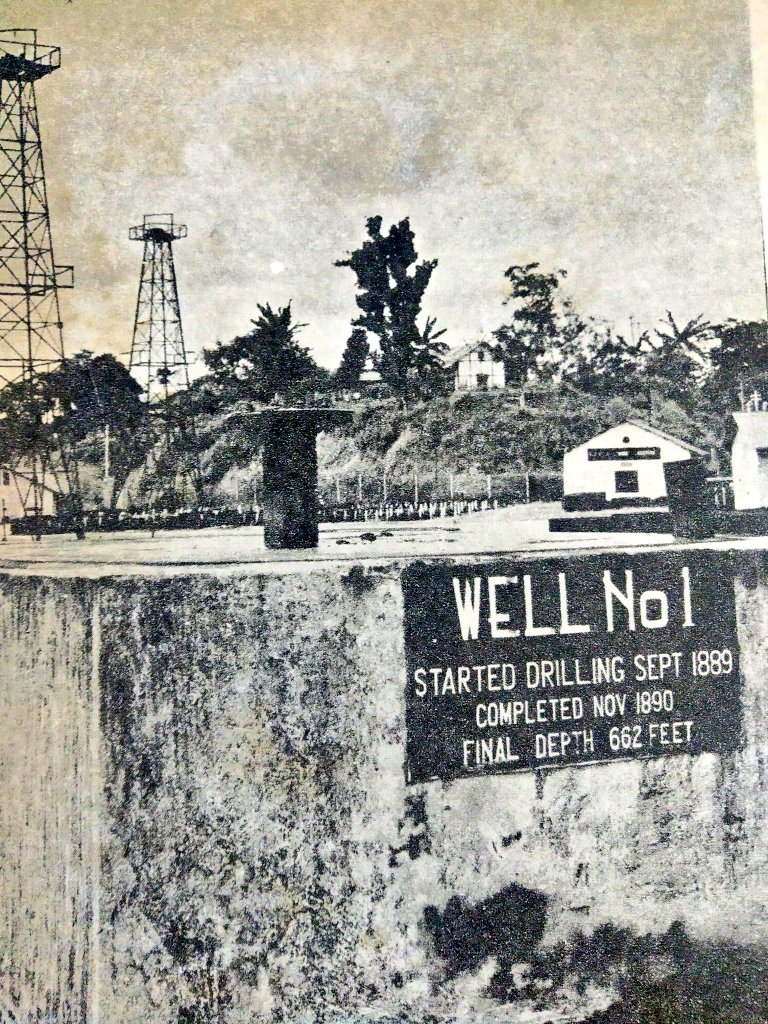 WELL No 1
STARTED DRILLING SEPT 1889
COMPLETED NOV 1890
FINAL DEPTH 662 FEET